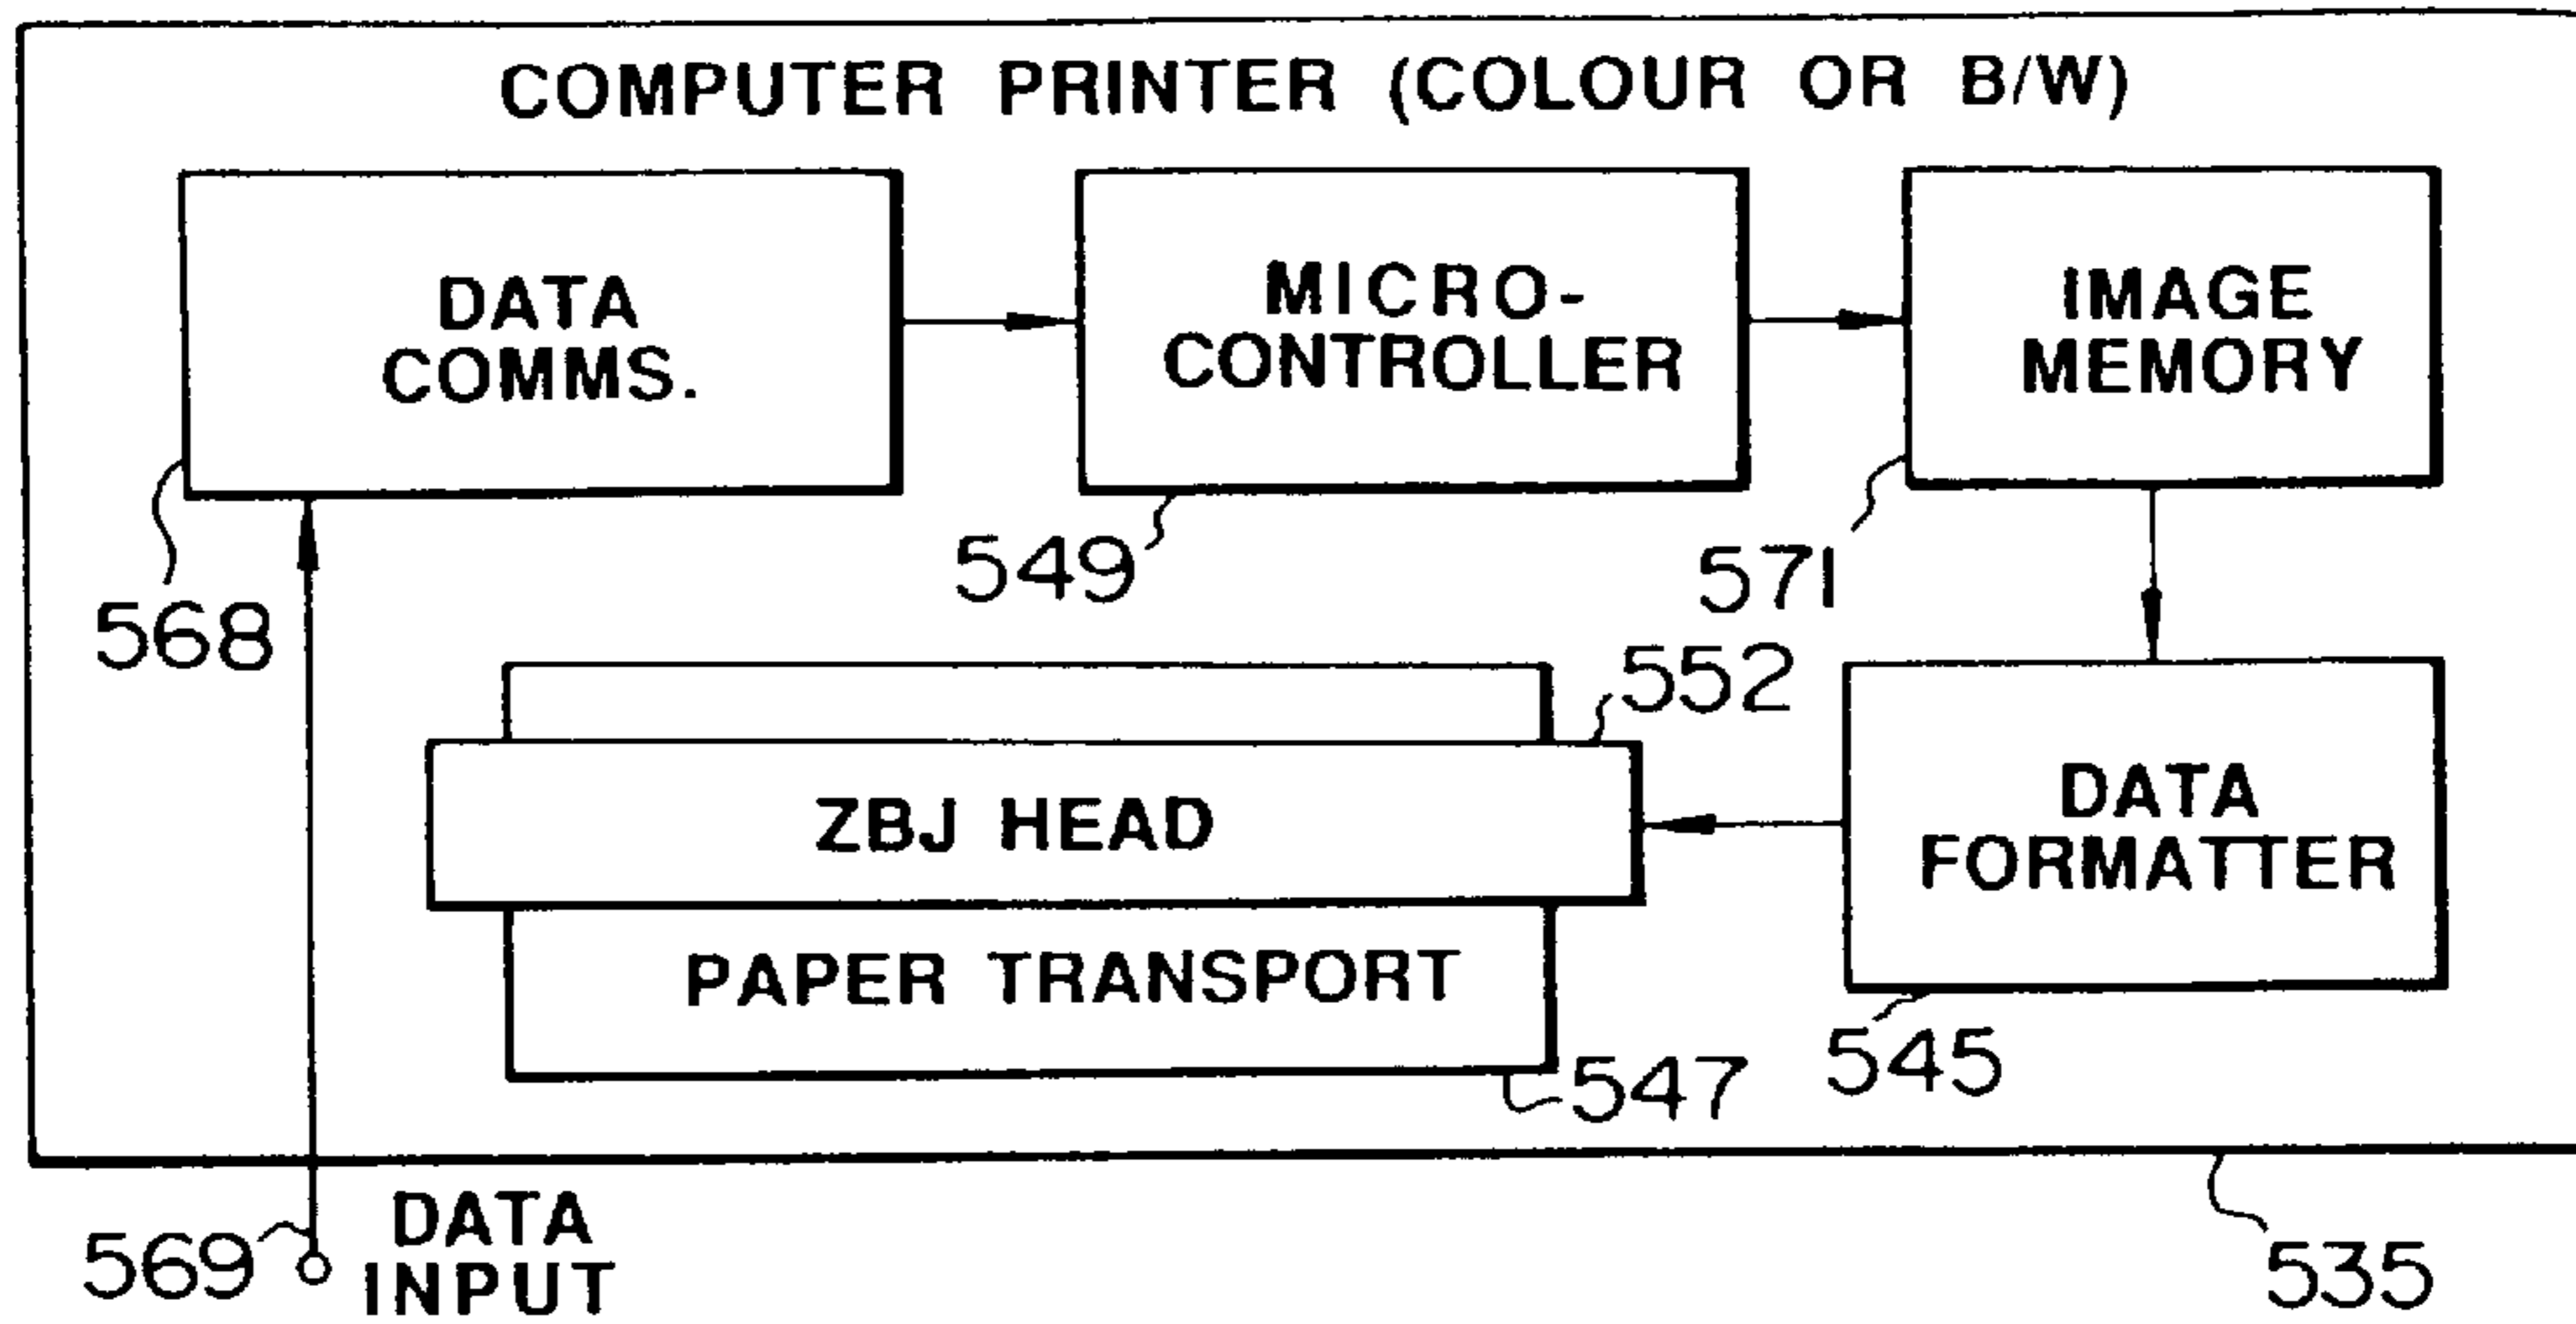 COMPUTER PRINTER (COLOUR OR B/W)
DATA
COMMS.
MICRO-
CONTROLLER
IMAGE
MEMORY
568
549
571
552
ZBJ HEAD
DATA
FORMATTER
PAPER TRANSPORT
547
545
569
DATA
INPUT
535